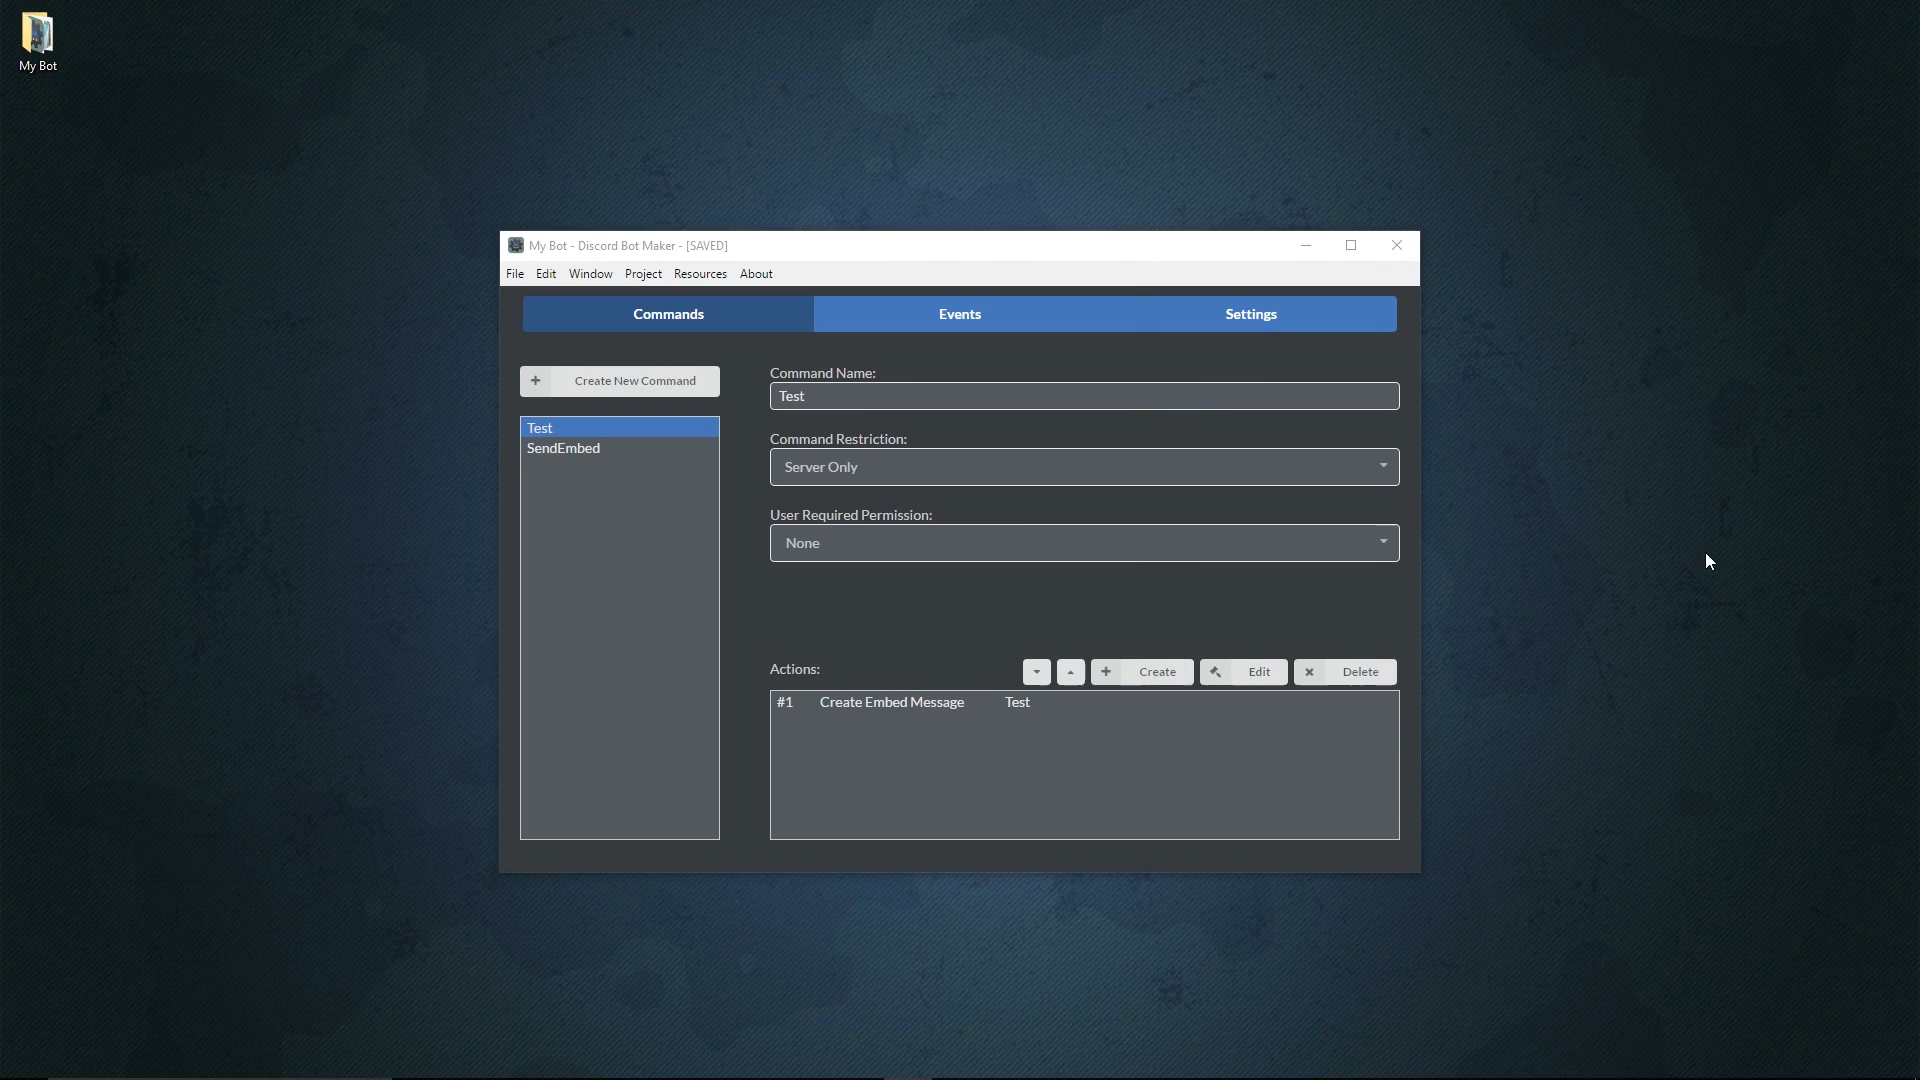 My Bot
My Bot - Discord Bot Maker - [SAVED]
File Edit Window Project Resources About
Commands Events Settings
Create New Command
Test
SendEmbed
Command Name:
Test
Command Restriction:
Server Only
User Required Permission:
None
Actions:
Create Edit Delete
#1 Create Embed Message Test